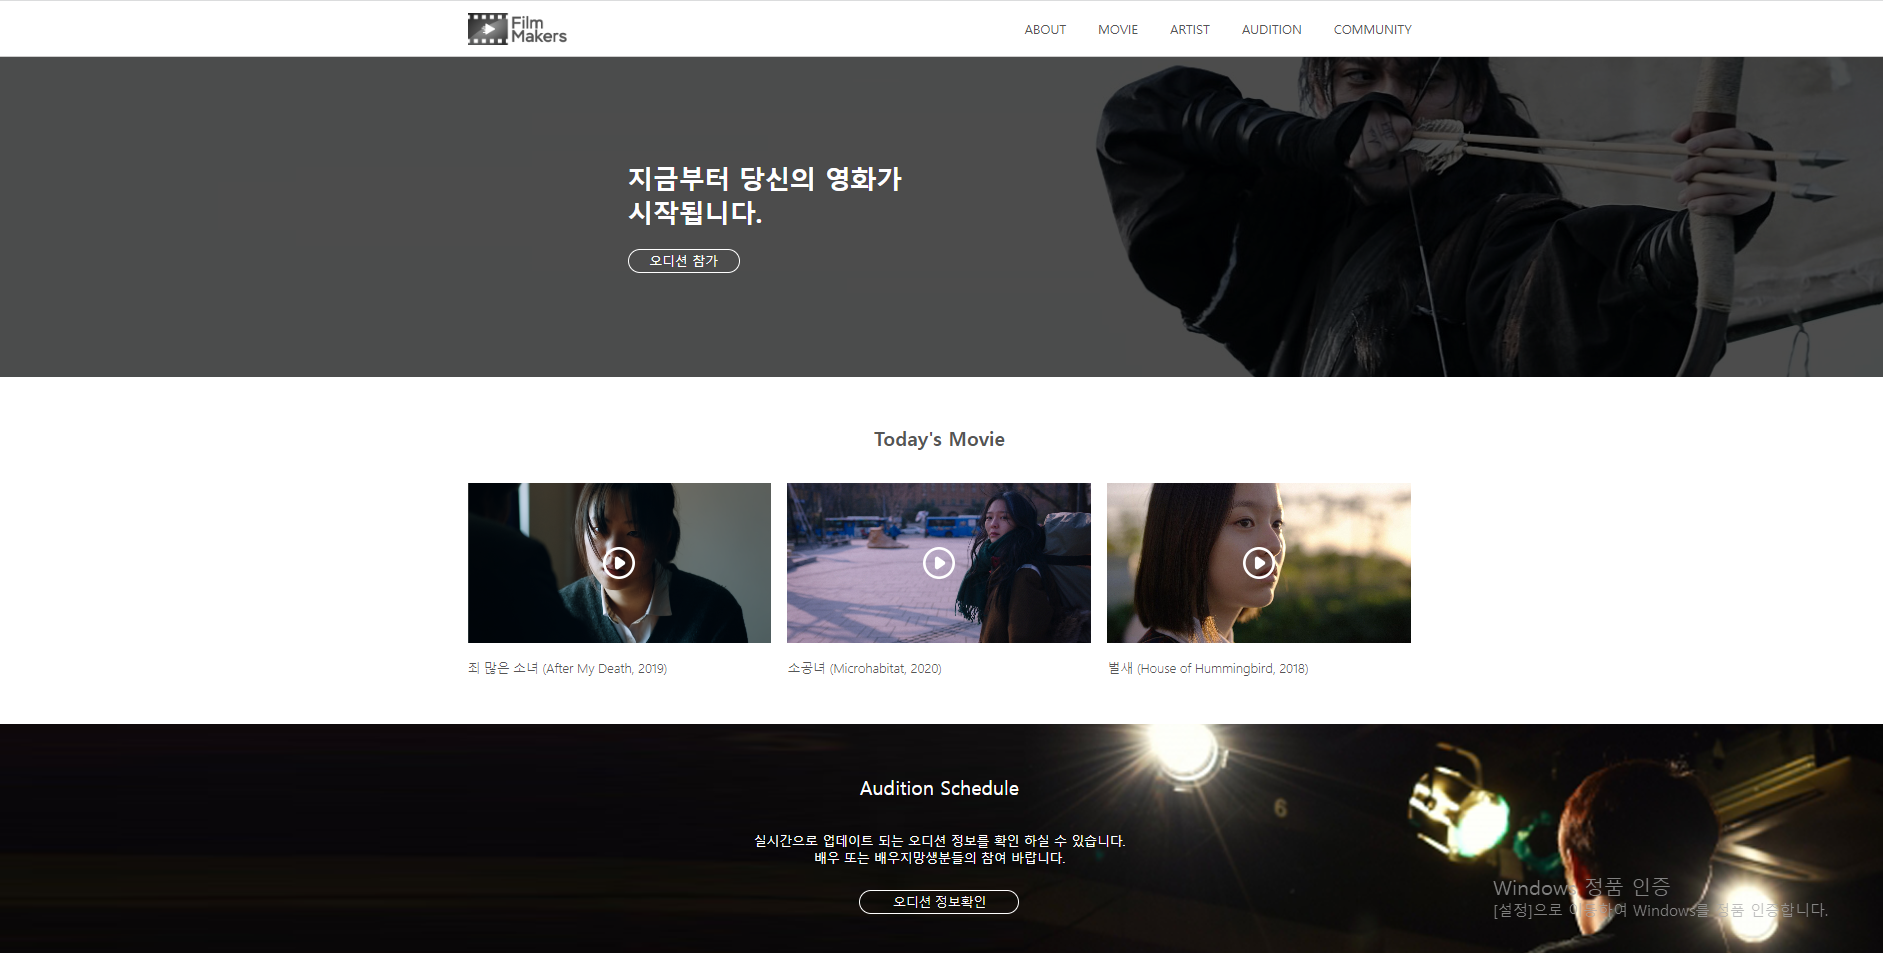 Film
Makers
ABOUT
MOVIE
ARTIST
AUDITION
COMMUNITY
지금부터 당신의 영화가
시작됩니다.
오디션 참가
Today's Movie
죄 많은 소녀 (After My Death, 2019)
소공녀 (Microhabitat, 2020)
벌새 (House of Hummingbird, 2018)
Audition Schedule
6
실시간으로 업데이트 되는 오디션 정보를 확인 하실 수 있습니다.
배우 또는 배우지망생분들의 참여 바랍니다.
오디션 정보확인
Windows 정품 인증
[설정]으로 이동하여 Windows를 정품 인증합니다.